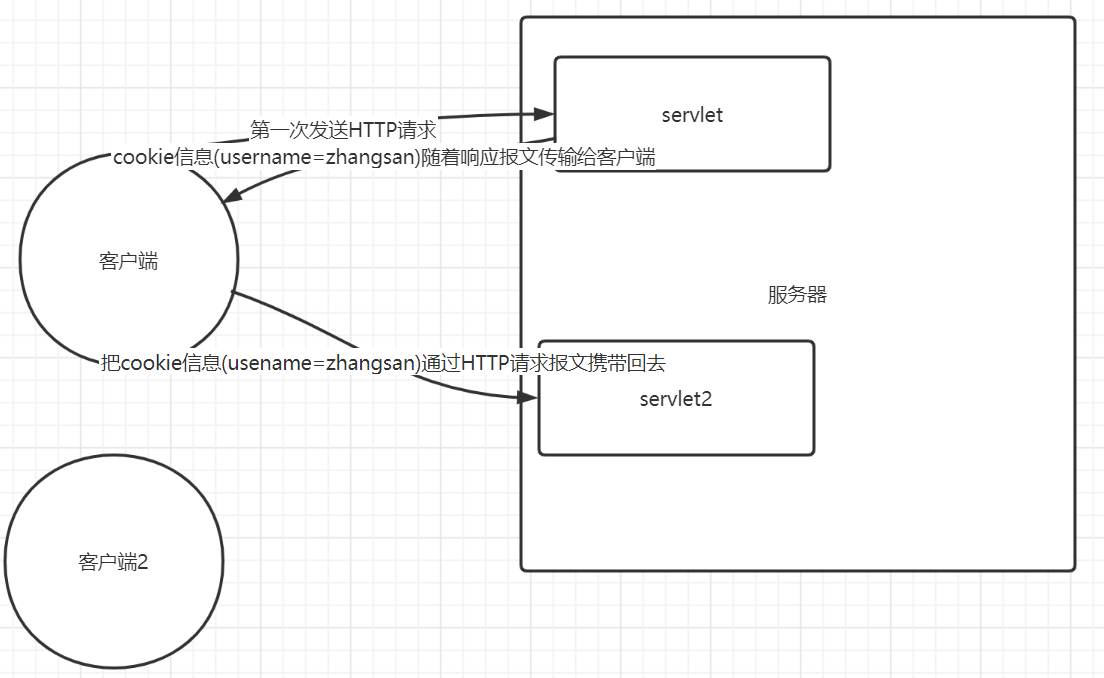 servlet
第一次发送HTTP请求
cookie信息(username=zhangsan)随着响应报文传输给客户端
客户端
服务器
把cookie信息(usename=zhangsan)通过HTTP请求报文携带回去
servlet2
客户端2